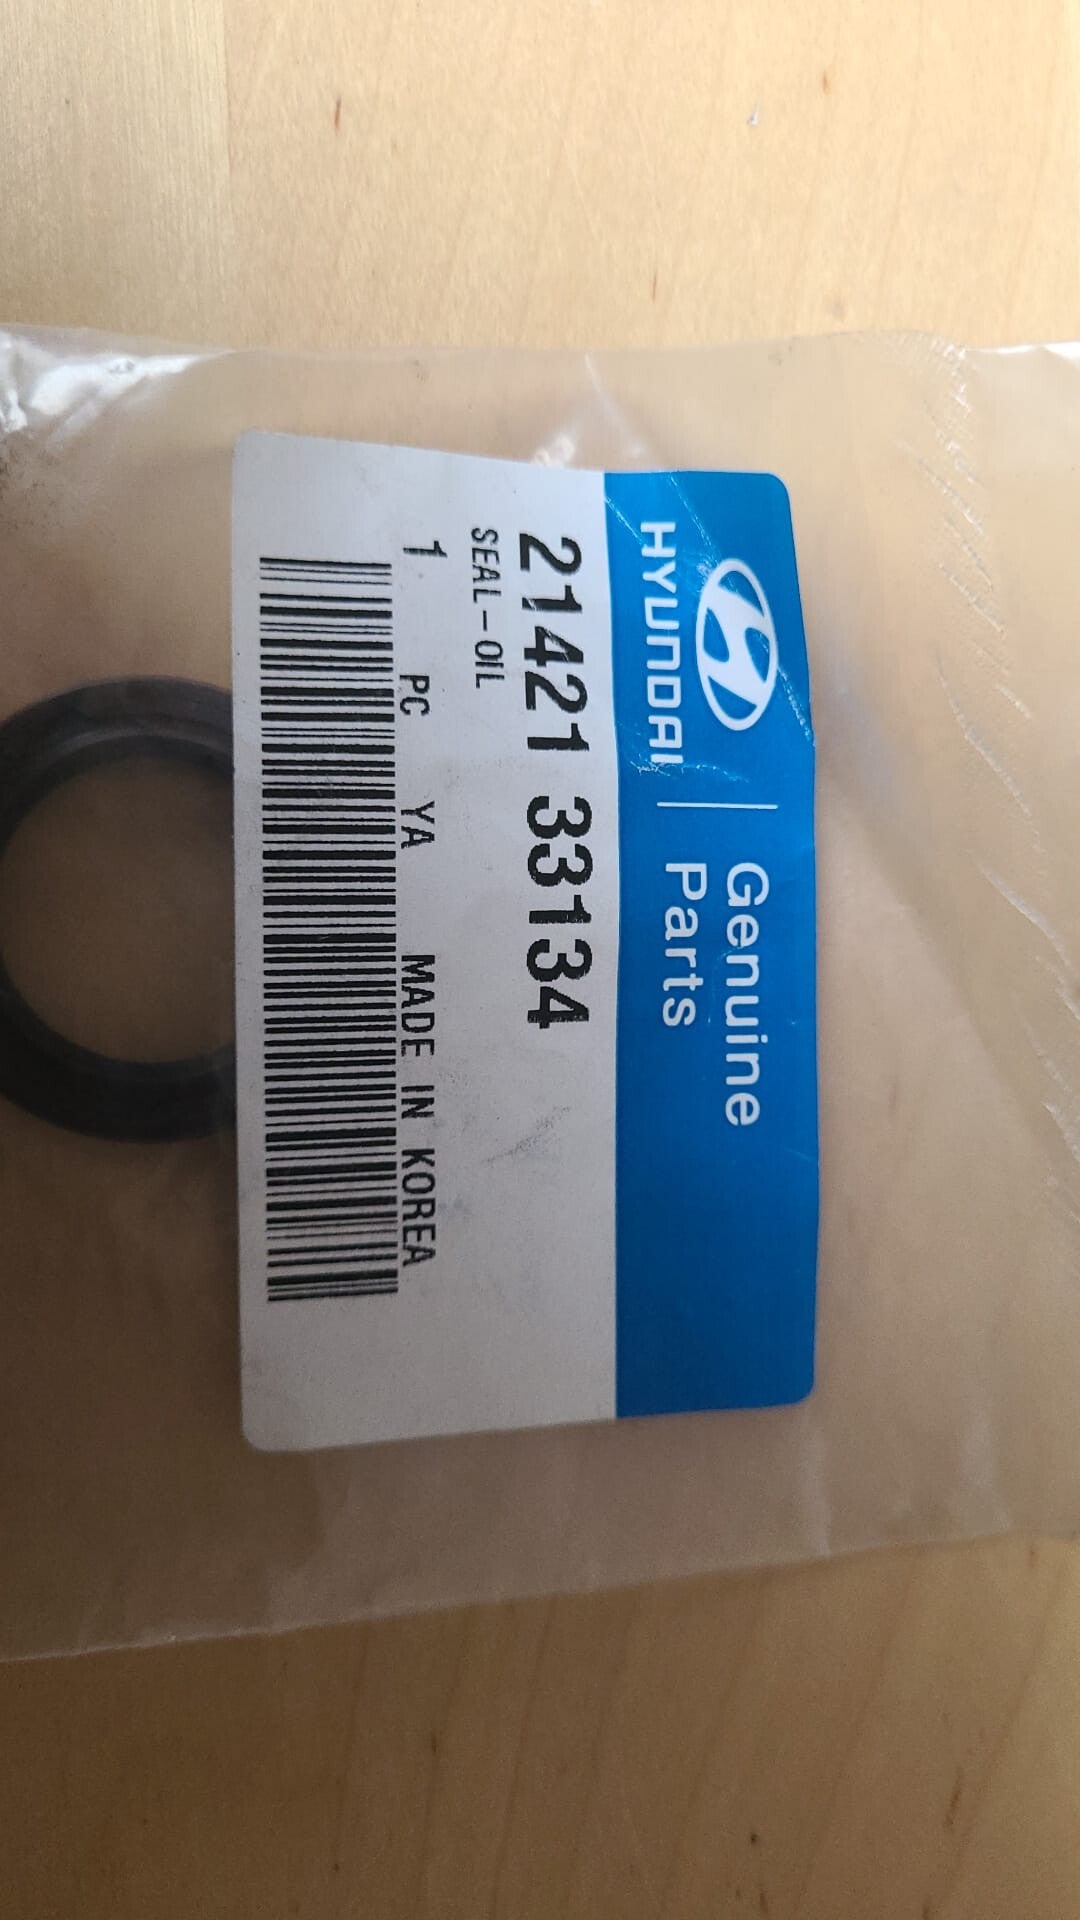 HYUNDAI
Genuine
Parts
21421 33134
SEAL-OIL
1 PC YA MADE IN KOREA